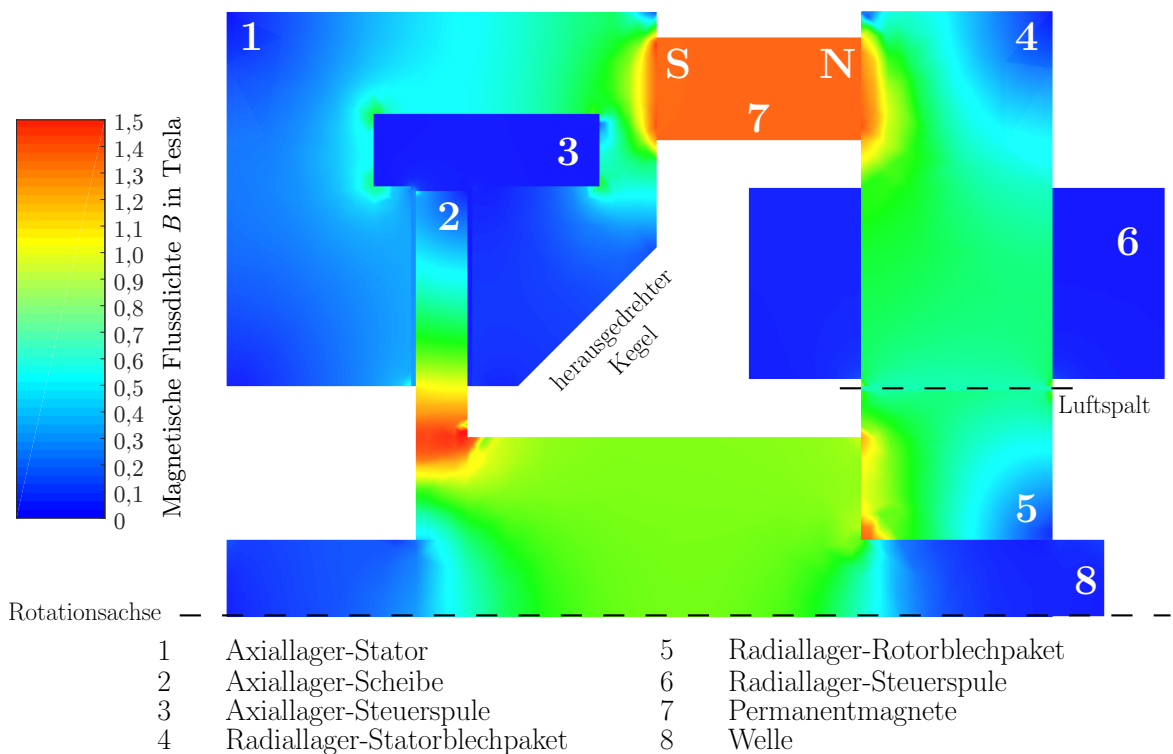 1
S
N
4
7
3
2
6
5
8
1,5
1,4
1,3
1,2
1,1
1,0
0,9
0,8
0,7
0,6
0,5
0,4
0,3
0,2
0,1
0
Magnetische Flussdichte B in Tesla
herausgedrehter
Kegel
Luftspalt
Rotationsachse
1 Axiallager-Stator
2 Axiallager-Scheibe
3 Axiallager-Steuerspule
4 Radiallager-Statorblechpaket
5 Radiallager-Rotorblechpaket
6 Radiallager-Steuerspule
7 Permanentmagnete
8 Welle